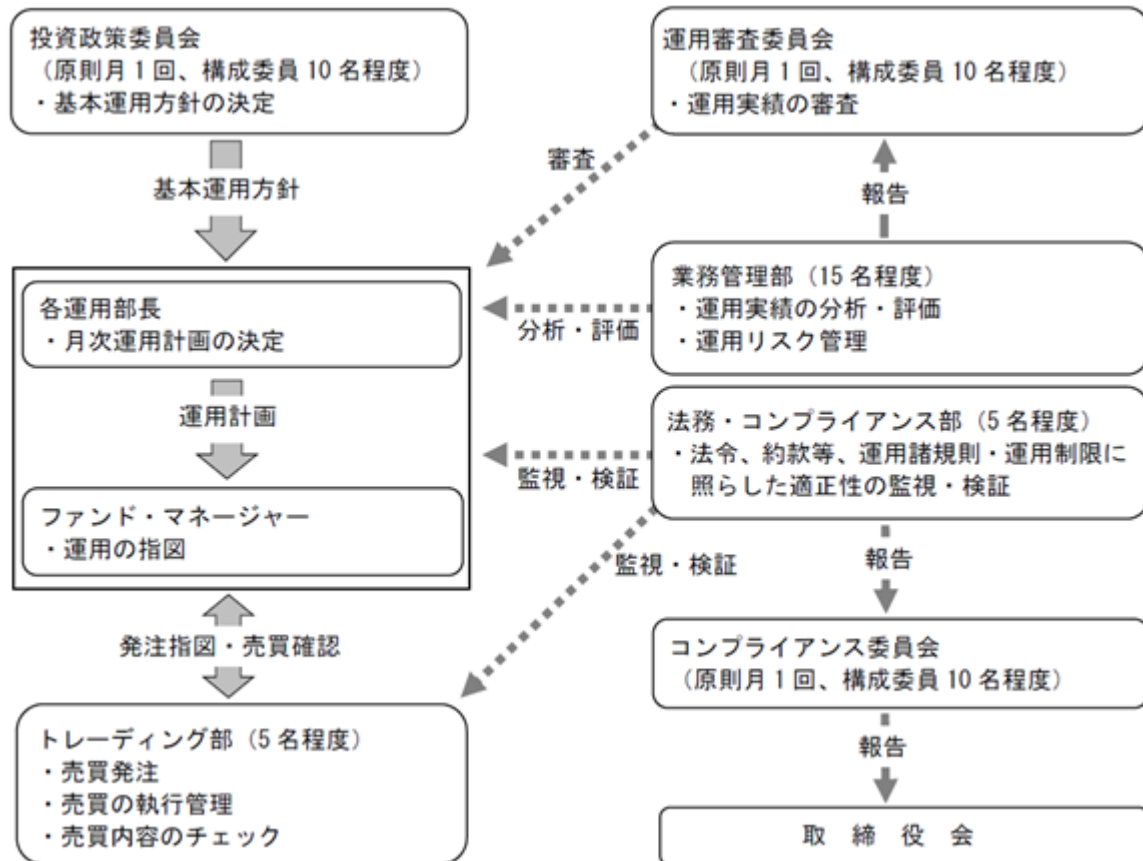 投資政策委員会
（原則月1回、構成委員10名程度）
・基本運用方針の決定
基本運用方針
各運用部長
・月次運用計画の決定
運用計画
ファンド・マネージャー
・運用の指図
発注指図・売買確認
トレーディング部（5名程度）
・売買発注
・売買の執行管理
・売買内容のチェック
運用審査委員会
（原則月1回、構成委員10名程度）
・運用実績の審査
審査
報告
業務管理部（15名程度）
・運用実績の分析・評価
・運用リスク管理
分析・評価
法務・コンプライアンス部（5名程度）
・法令、約款等、運用諸規則・運用制限に
照らした適正性の監視・検証
監視・検証
監視・検証
報告
コンプライアンス委員会
（原則月1回、構成委員10名程度）
報告
取　締　役　会